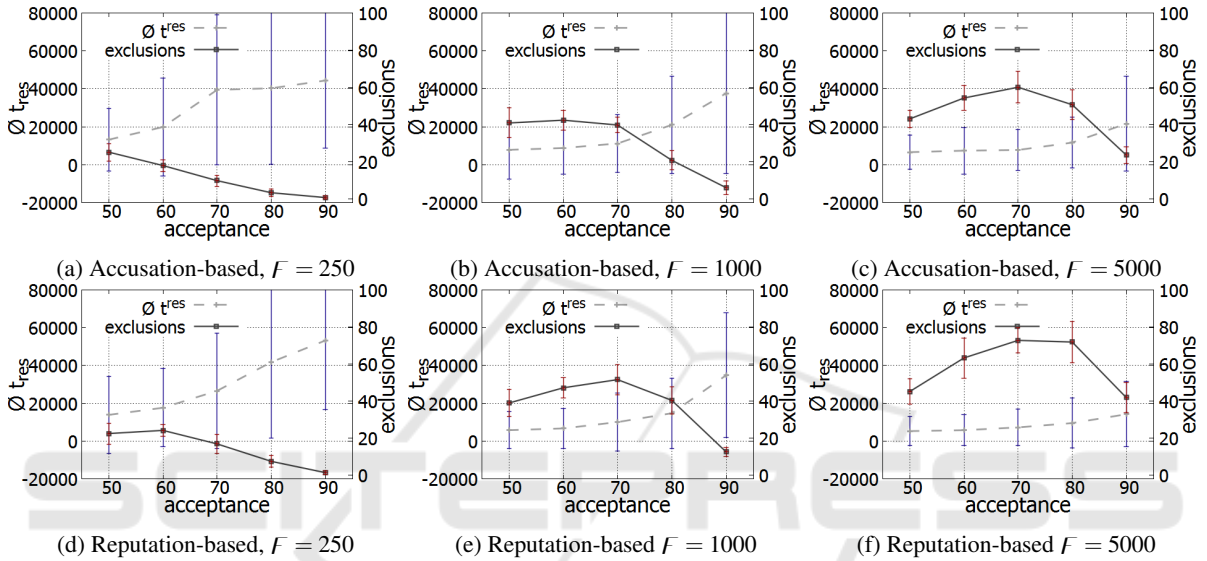 80000
60000
40000
20000
0
-20000
Ø t_res
Ø t^res
exclusions
100
80
60
40
20
0
exclusions
50 60 70 80 90
acceptance
(a) Accusation-based, F = 250
80000
60000
40000
20000
0
-20000
Ø t_res
Ø t^res
exclusions
100
80
60
40
20
0
exclusions
50 60 70 80 90
acceptance
(b) Accusation-based, F = 1000
80000
60000
40000
20000
0
-20000
Ø t_res
Ø t^res
exclusions
100
80
60
40
20
0
exclusions
50 60 70 80 90
acceptance
(c) Accusation-based, F = 5000
80000
60000
40000
20000
0
-20000
Ø t_res
Ø t^res
exclusions
100
80
60
40
20
0
exclusions
50 60 70 80 90
acceptance
(d) Reputation-based, F = 250
80000
60000
40000
20000
0
-20000
Ø t_res
Ø t^res
exclusions
100
80
60
40
20
0
exclusions
50 60 70 80 90
acceptance
(e) Reputation-based F = 1000
80000
60000
40000
20000
0
-20000
Ø t_res
Ø t^res
exclusions
100
80
60
40
20
0
exclusions
50 60 70 80 90
acceptance
(f) Reputation-based F = 5000
SCITEPRESS